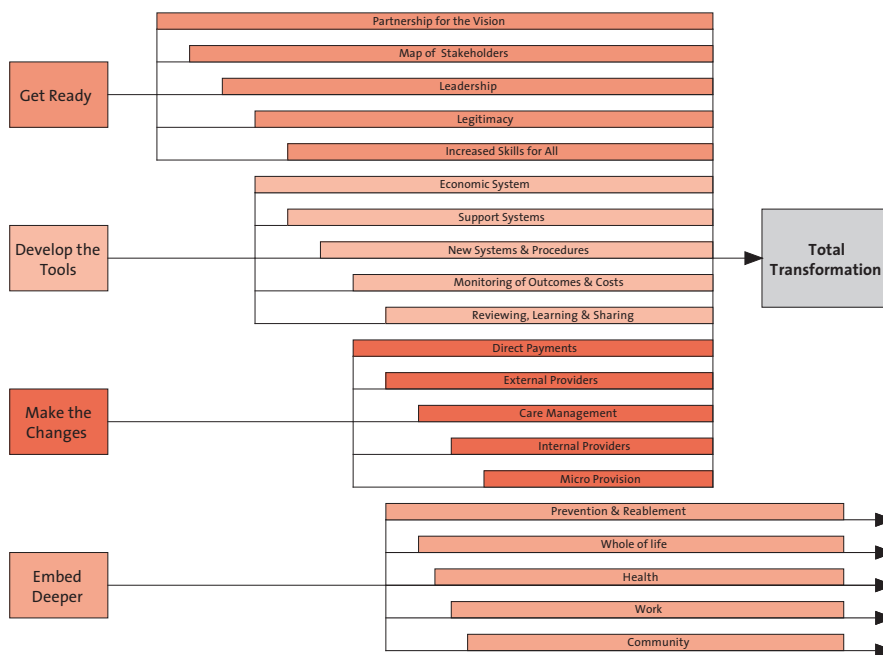 Partnership for the Vision
Map of Stakeholders
Get Ready
Leadership
Legitimacy
Increased Skills for All
Economic System
Support Systems
Develop the
Tools
New Systems & Procedures
Total
Transformation
Monitoring of Outcomes & Costs
Reviewing, Learning & Sharing
Direct Payments
External Providers
Make the
Changes
Care Management
Internal Providers
Micro Provision
Prevention & Reablement
Whole of life
Embed
Deeper
Health
Work
Community